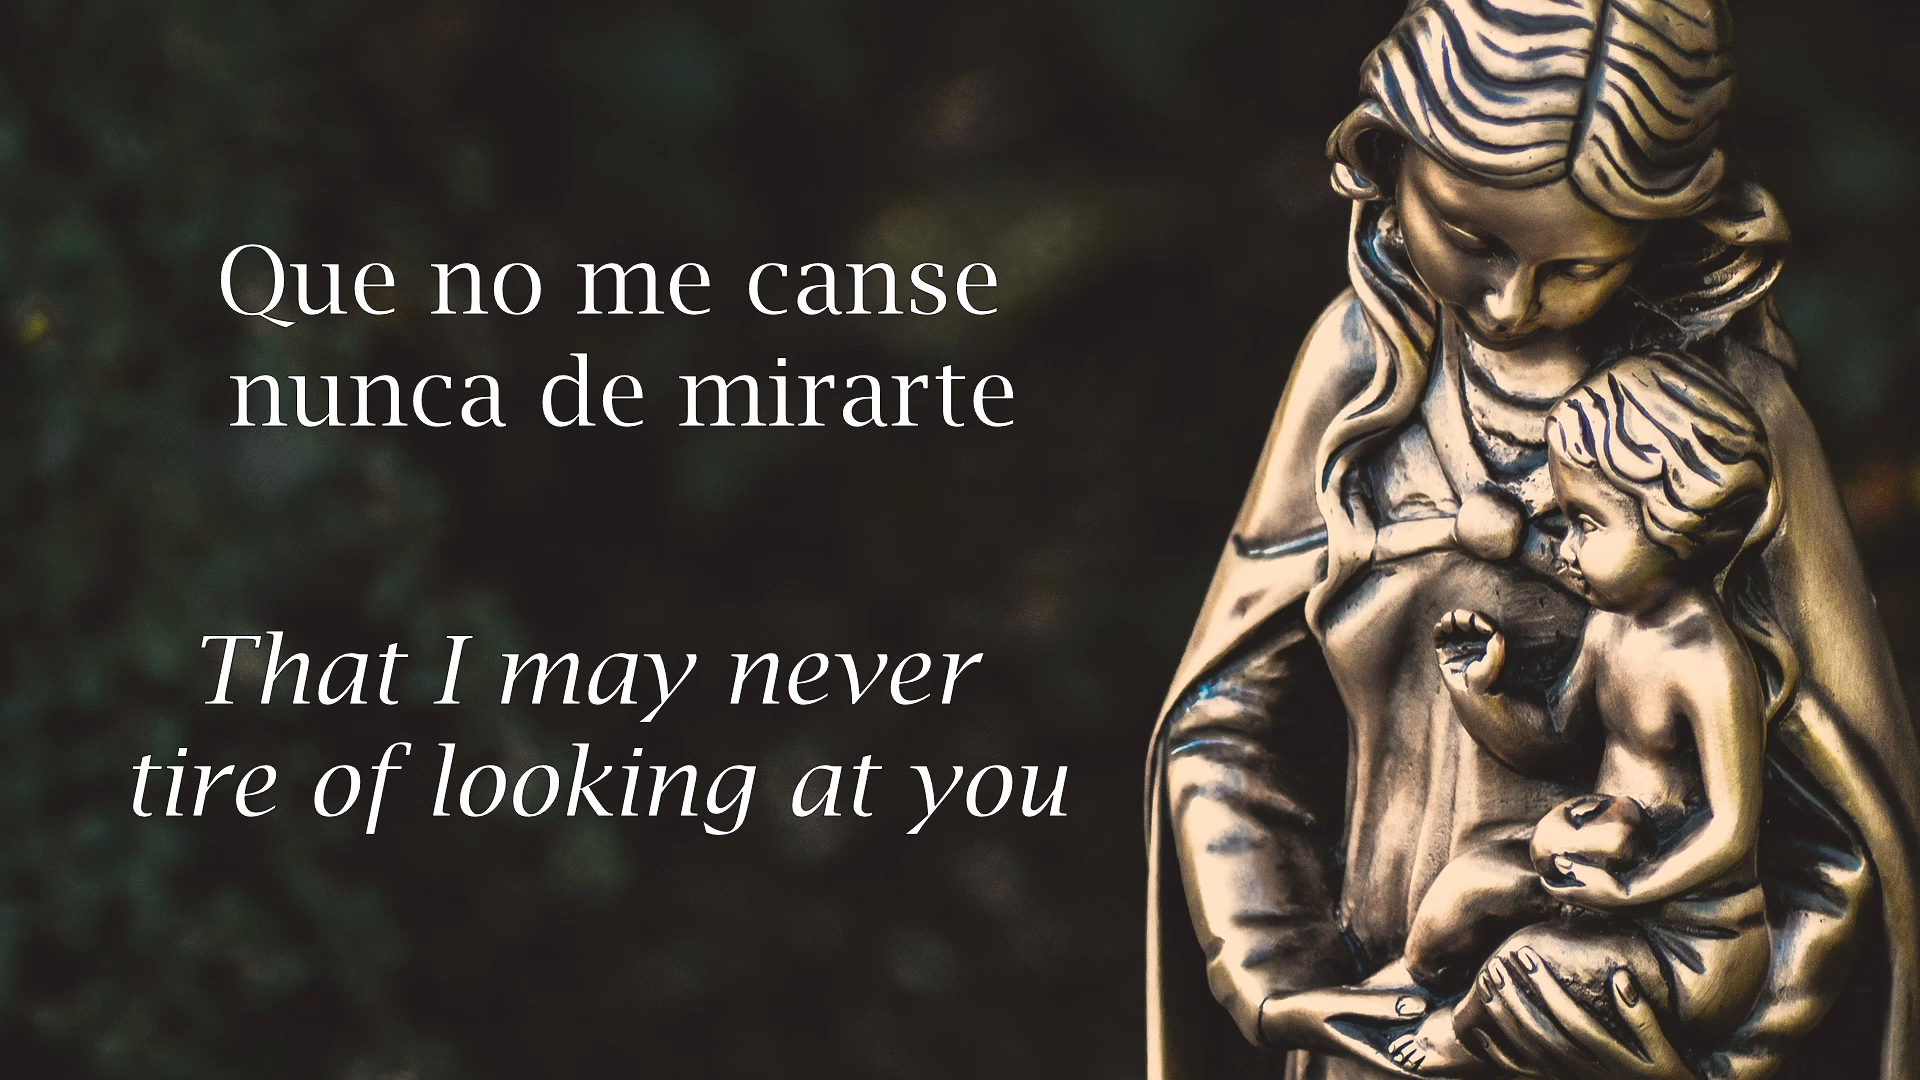 Que no me canse
nunca de mirarte
That I may never
tire of looking at you